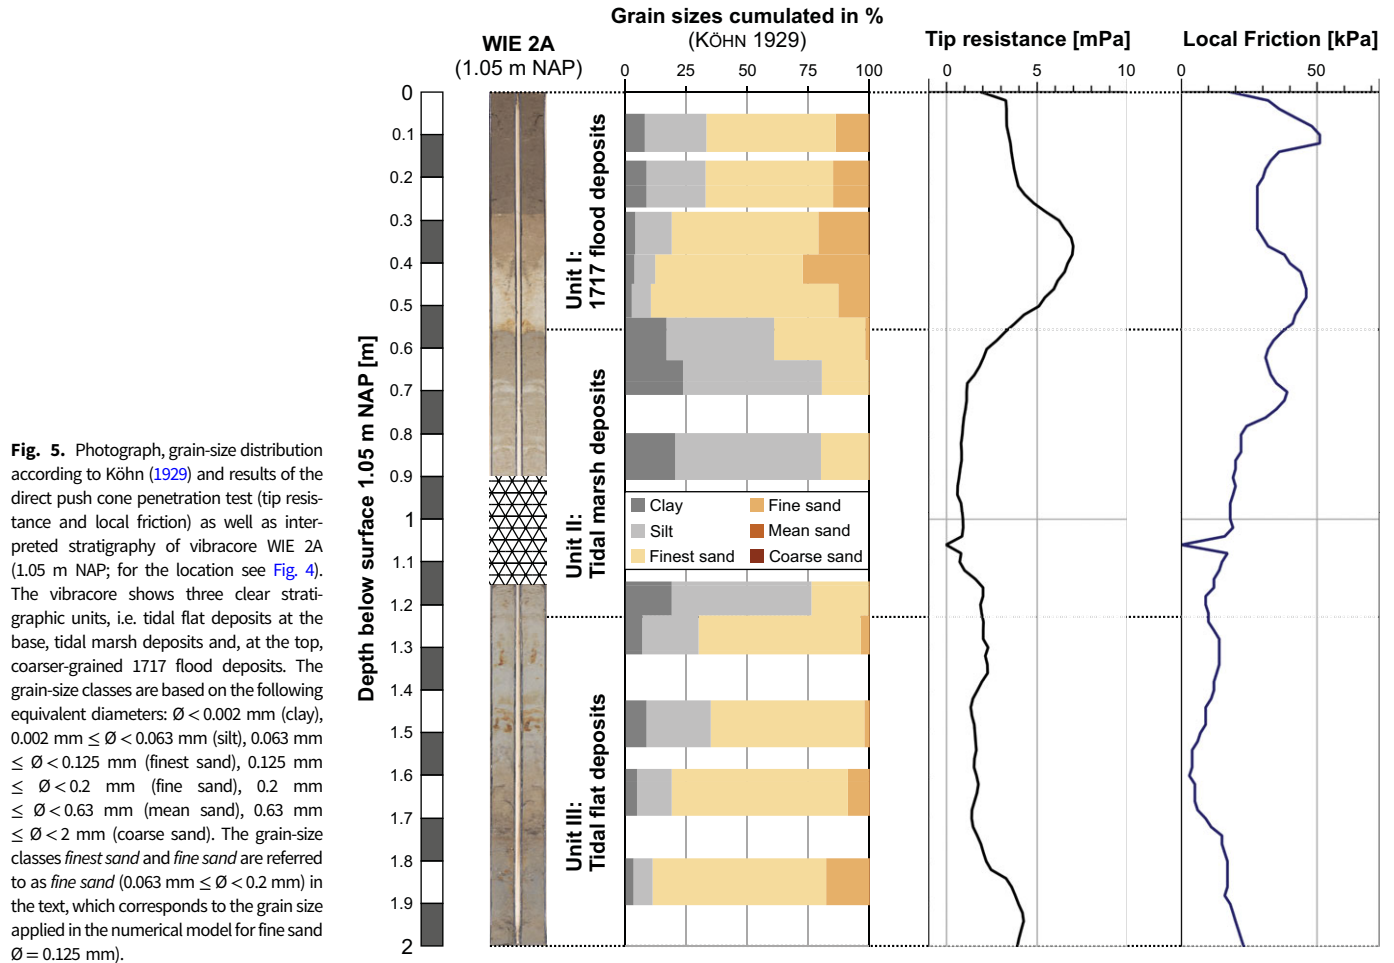 Grain sizes cumulated in %
(KÖHN 1929)
WIE 2A
(1.05 m NAP)
Tip resistance [mPa]
Local Friction [kPa]
0 25 50 75 100
0 5 10
0 50
Depth below surface 1.05 m NAP [m]
0
0.1
0.2
0.3
0.4
0.5
0.6
0.7
0.8
0.9
1
1.1
1.2
1.3
1.4
1.5
1.6
1.7
1.8
1.9
2
Unit I:
1717 flood deposits
Unit II:
Tidal marsh deposits
Unit III:
Tidal flat deposits
Clay
Silt
Finest sand
Fine sand
Mean sand
Coarse sand
Fig. 5. Photograph, grain-size distribution
according to Köhn (1929) and results of the
direct push cone penetration test (tip resis-
tance and local friction) as well as inter-
preted stratigraphy of vibracore WIE 2A
(1.05 m NAP; for the location see Fig. 4).
The vibracore shows three clear strati-
graphic units, i.e. tidal flat deposits at the
base, tidal marsh deposits and, at the top,
coarser-grained 1717 flood deposits. The
grain-size classes are based on the following
equivalent diameters: Ø < 0.002 mm (clay),
0.002 mm ≤ Ø < 0.063 mm (silt), 0.063 mm
≤ Ø < 0.125 mm (finest sand), 0.125 mm
≤ Ø < 0.2 mm (fine sand), 0.2 mm
≤ Ø < 0.63 mm (mean sand), 0.63 mm
≤ Ø < 2 mm (coarse sand). The grain-size
classes finest sand and fine sand are referred
to as fine sand (0.063 mm ≤ Ø < 0.2 mm) in
the text, which corresponds to the grain size
applied in the numerical model for fine sand
Ø = 0.125 mm).